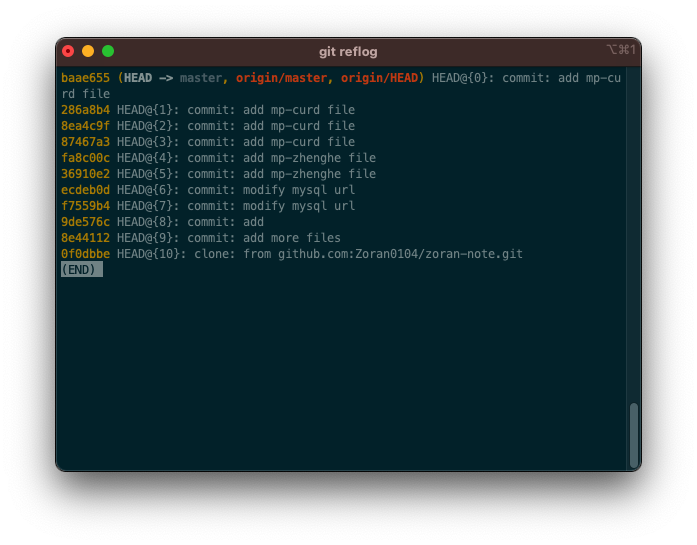 git reflog
⌥⌘1
baae655 (HEAD -> master, origin/master, origin/HEAD) HEAD@{0}: commit: add mp-cu
rd file
286a8b4 HEAD@{1}: commit: add mp-curd file
8ea4c9f HEAD@{2}: commit: add mp-curd file
87467a3 HEAD@{3}: commit: add mp-curd file
fa8c00c HEAD@{4}: commit: add mp-zhenghe file
36910e2 HEAD@{5}: commit: add mp-zhenghe file
ecdeb0d HEAD@{6}: commit: modify mysql url
f7559b4 HEAD@{7}: commit: modify mysql url
9de576c HEAD@{8}: commit: add
8e44112 HEAD@{9}: commit: add more files
0f0dbbe HEAD@{10}: clone: from github.com:Zoran0104/zoran-note.git
(END)